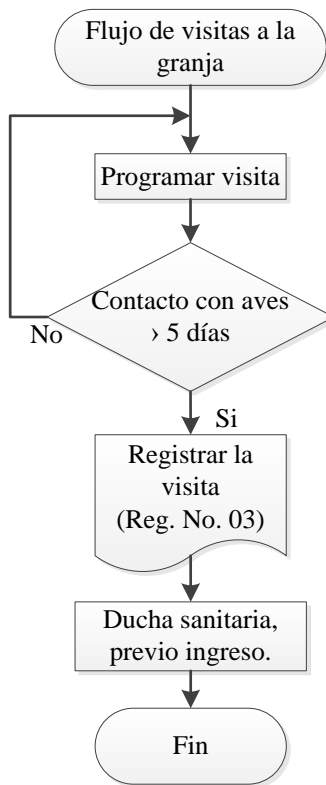 Flujo de visitas a la
granja
Programar visita
Contacto con aves
› 5 días
No
Si
Registrar la
visita
(Reg. No. 03)
Ducha sanitaria,
previo ingreso.
Fin